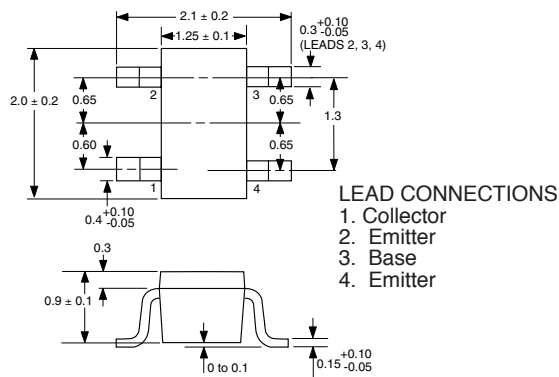 2.1 ± 0.2
1.25 ± 0.1
0.3 +0.10 -0.05
(LEADS 2, 3, 4)
2
3
2.0 ± 0.2
0.65
0.65
1.3
0.60
0.65
1
4
0.4 +0.10 -0.05
LEAD CONNECTIONS
1. Collector
2. Emitter
3. Base
4. Emitter
0.3
0.9 ± 0.1
0 to 0.1
0.15 +0.10 -0.05